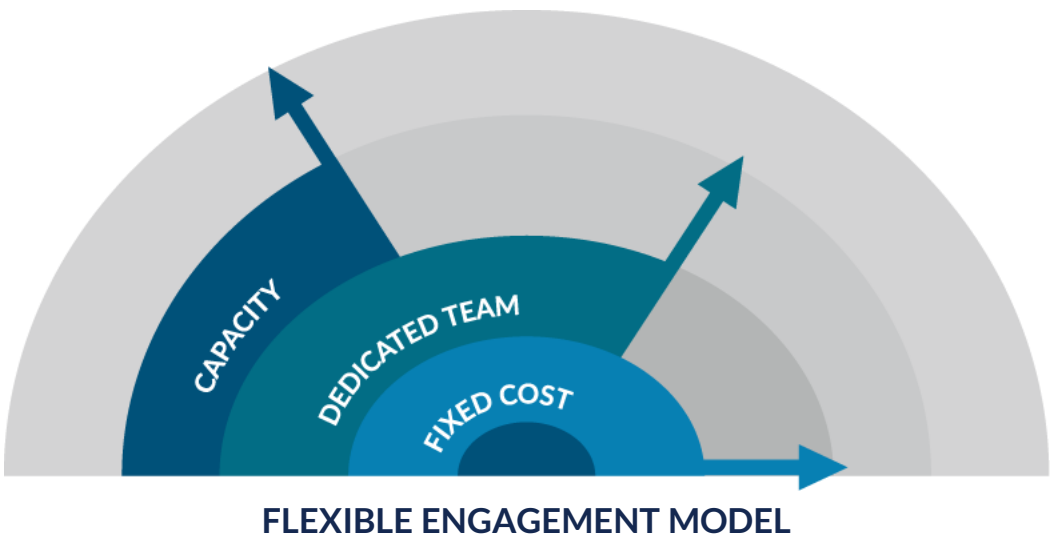 CAPACITY
DEDICATED TEAM
FIXED COST
FLEXIBLE ENGAGEMENT MODEL